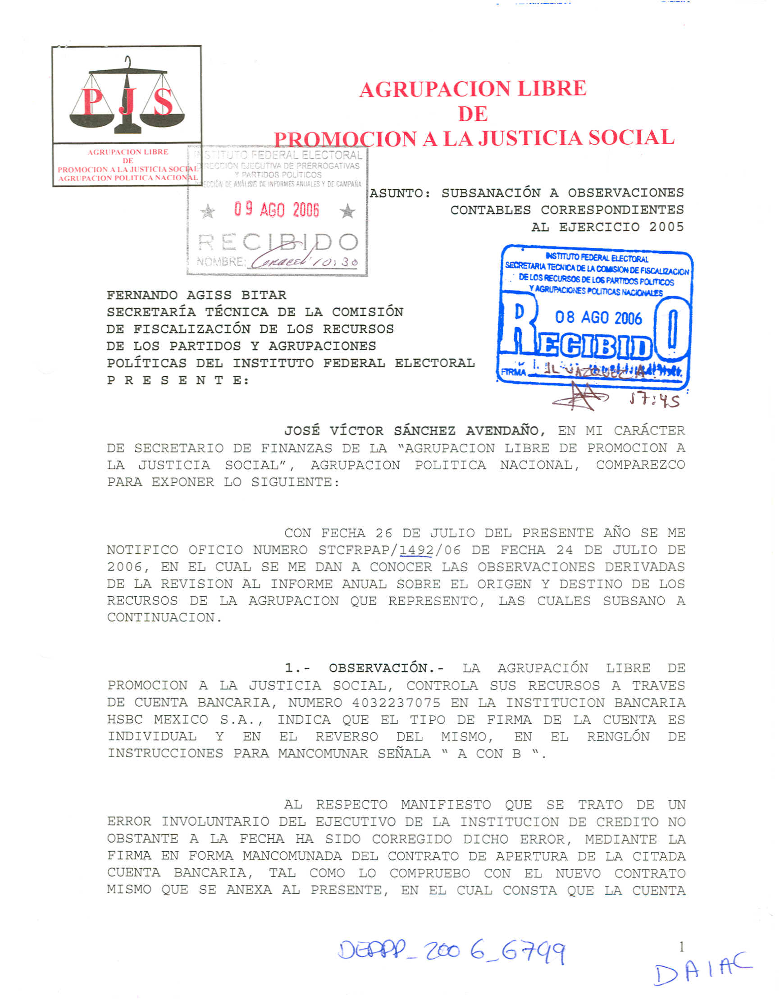 P J S
AGRUPACION LIBRE
DE
PROMOCION A LA JUSTICIA SOCIAL
AGRUPACION POLITICA NACIONAL
AGRUPACION LIBRE
DE
PROMOCION A LA JUSTICIA SOCIAL
INSTITUTO FEDERAL ELECTORAL
DIRECCION EJECUTIVA DE PRERROGATIVAS
Y PARTIDOS POLÍTICOS
DIRECCIÓN DE ANÁLISIS DE INFORMES ANUALES Y DE CAMPAÑA
09 AGO 2006
RECIBIDO
NOMBRE: Araceli 10:30
ASUNTO: SUBSANACIÓN A OBSERVACIONES
CONTABLES CORRESPONDIENTES
AL EJERCICIO 2005
INSTITUTO FEDERAL ELECTORAL
SECRETARIA TECNICA DE LA COMISION DE FISCALIZACION
DE LOS RECURSOS DE LOS PARTIDOS POLITICOS
Y AGRUPACIONES POLITICAS NACIONALES
08 AGO 2006
RECIBIDO
FIRMA VAZQUEZ A.
17:45
FERNANDO AGISS BITAR
SECRETARÍA TÉCNICA DE LA COMISIÓN
DE FISCALIZACIÓN DE LOS RECURSOS
DE LOS PARTIDOS Y AGRUPACIONES
POLÍTICAS DEL INSTITUTO FEDERAL ELECTORAL
P R E S E N T E:
JOSÉ VÍCTOR SÁNCHEZ AVENDAÑO, EN MI CARÁCTER
DE SECRETARIO DE FINANZAS DE LA “AGRUPACION LIBRE DE PROMOCION A
LA JUSTICIA SOCIAL”, AGRUPACION POLITICA NACIONAL, COMPAREZCO
PARA EXPONER LO SIGUIENTE:
CON FECHA 26 DE JULIO DEL PRESENTE AÑO SE ME
NOTIFICO OFICIO NUMERO STCFRPAP/1492/06 DE FECHA 24 DE JULIO DE
2006, EN EL CUAL SE ME DAN A CONOCER LAS OBSERVACIONES DERIVADAS
DE LA REVISION AL INFORME ANUAL SOBRE EL ORIGEN Y DESTINO DE LOS
RECURSOS DE LA AGRUPACION QUE REPRESENTO, LAS CUALES SUBSANO A
CONTINUACION.
1.- OBSERVACIÓN.- LA AGRUPACIÓN LIBRE DE
PROMOCION A LA JUSTICIA SOCIAL, CONTROLA SUS RECURSOS A TRAVES
DE CUENTA BANCARIA, NUMERO 4032237075 EN LA INSTITUCION BANCARIA
HSBC MEXICO S.A., INDICA QUE EL TIPO DE FIRMA DE LA CUENTA ES
INDIVIDUAL Y EN EL REVERSO DEL MISMO, EN EL RENGLÓN DE
INSTRUCCIONES PARA MANCOMUNAR SEÑALA “ A CON B “.
AL RESPECTO MANIFIESTO QUE SE TRATO DE UN
ERROR INVOLUNTARIO DEL EJECUTIVO DE LA INSTITUCION DE CREDITO NO
OBSTANTE A LA FECHA HA SIDO CORREGIDO DICHO ERROR, MEDIANTE LA
FIRMA EN FORMA MANCOMUNADA DEL CONTRATO DE APERTURA DE LA CITADA
CUENTA BANCARIA, TAL COMO LO COMPRUEBO CON EL NUEVO CONTRATO
MISMO QUE SE ANEXA AL PRESENTE, EN EL CUAL CONSTA QUE LA CUENTA
DEPPP_2006_6799
1
DAIAC